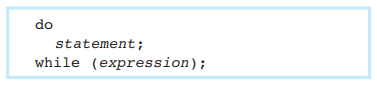 do
statement;
while (expression);